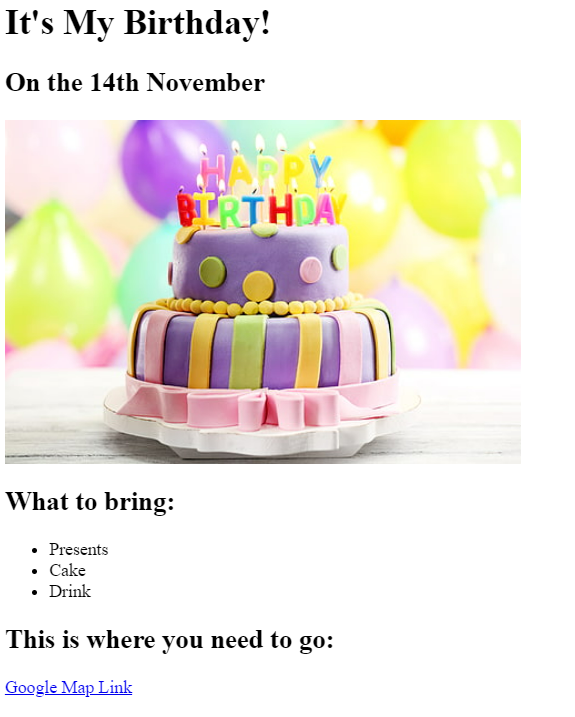 It's My Birthday!
On the 14th November
HAPPY
BIRTHDAY
What to bring:
Presents
Cake
Drink
This is where you need to go:
Google Map Link